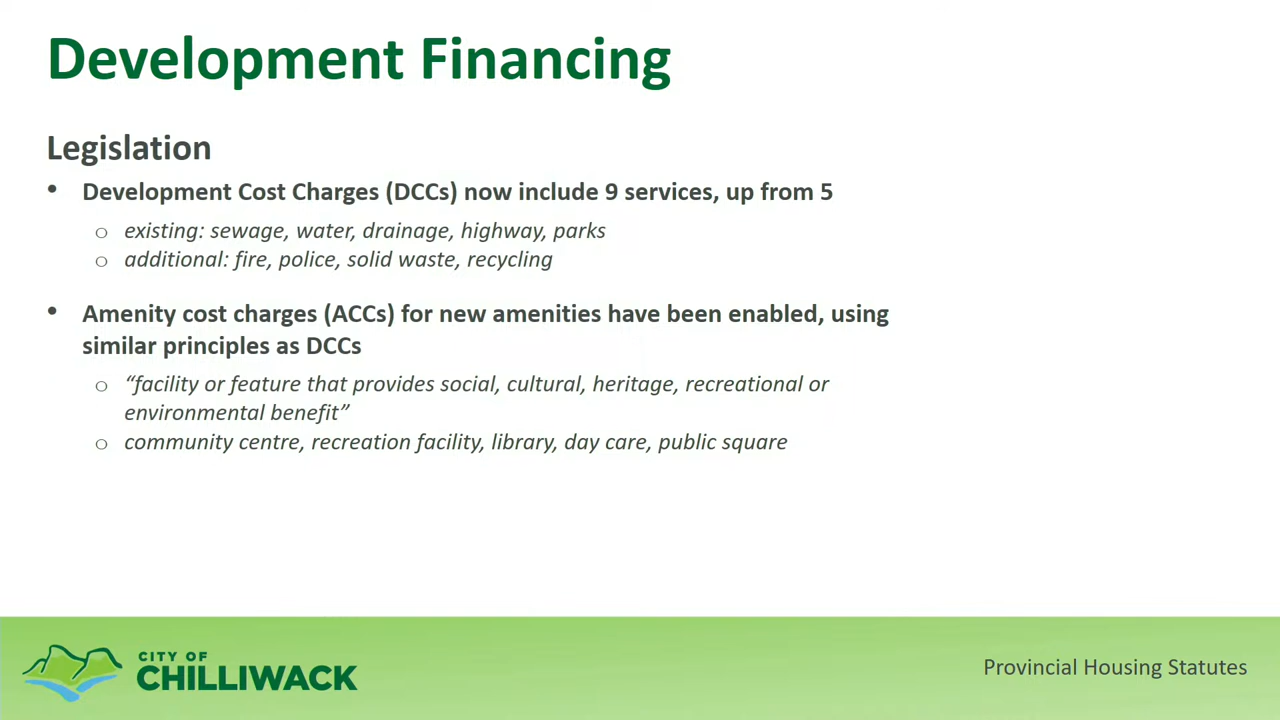 Development Financing
Legislation
• Development Cost Charges (DCCs) now include 9 services, up from 5
o existing: sewage, water, drainage, highway, parks
o additional: fire, police, solid waste, recycling
• Amenity cost charges (ACCs) for new amenities have been enabled, using
similar principles as DCCs
o “facility or feature that provides social, cultural, heritage, recreational or
environmental benefit”
o community centre, recreation facility, library, day care, public square
CITY OF
CHILLIWACK
Provincial Housing Statutes